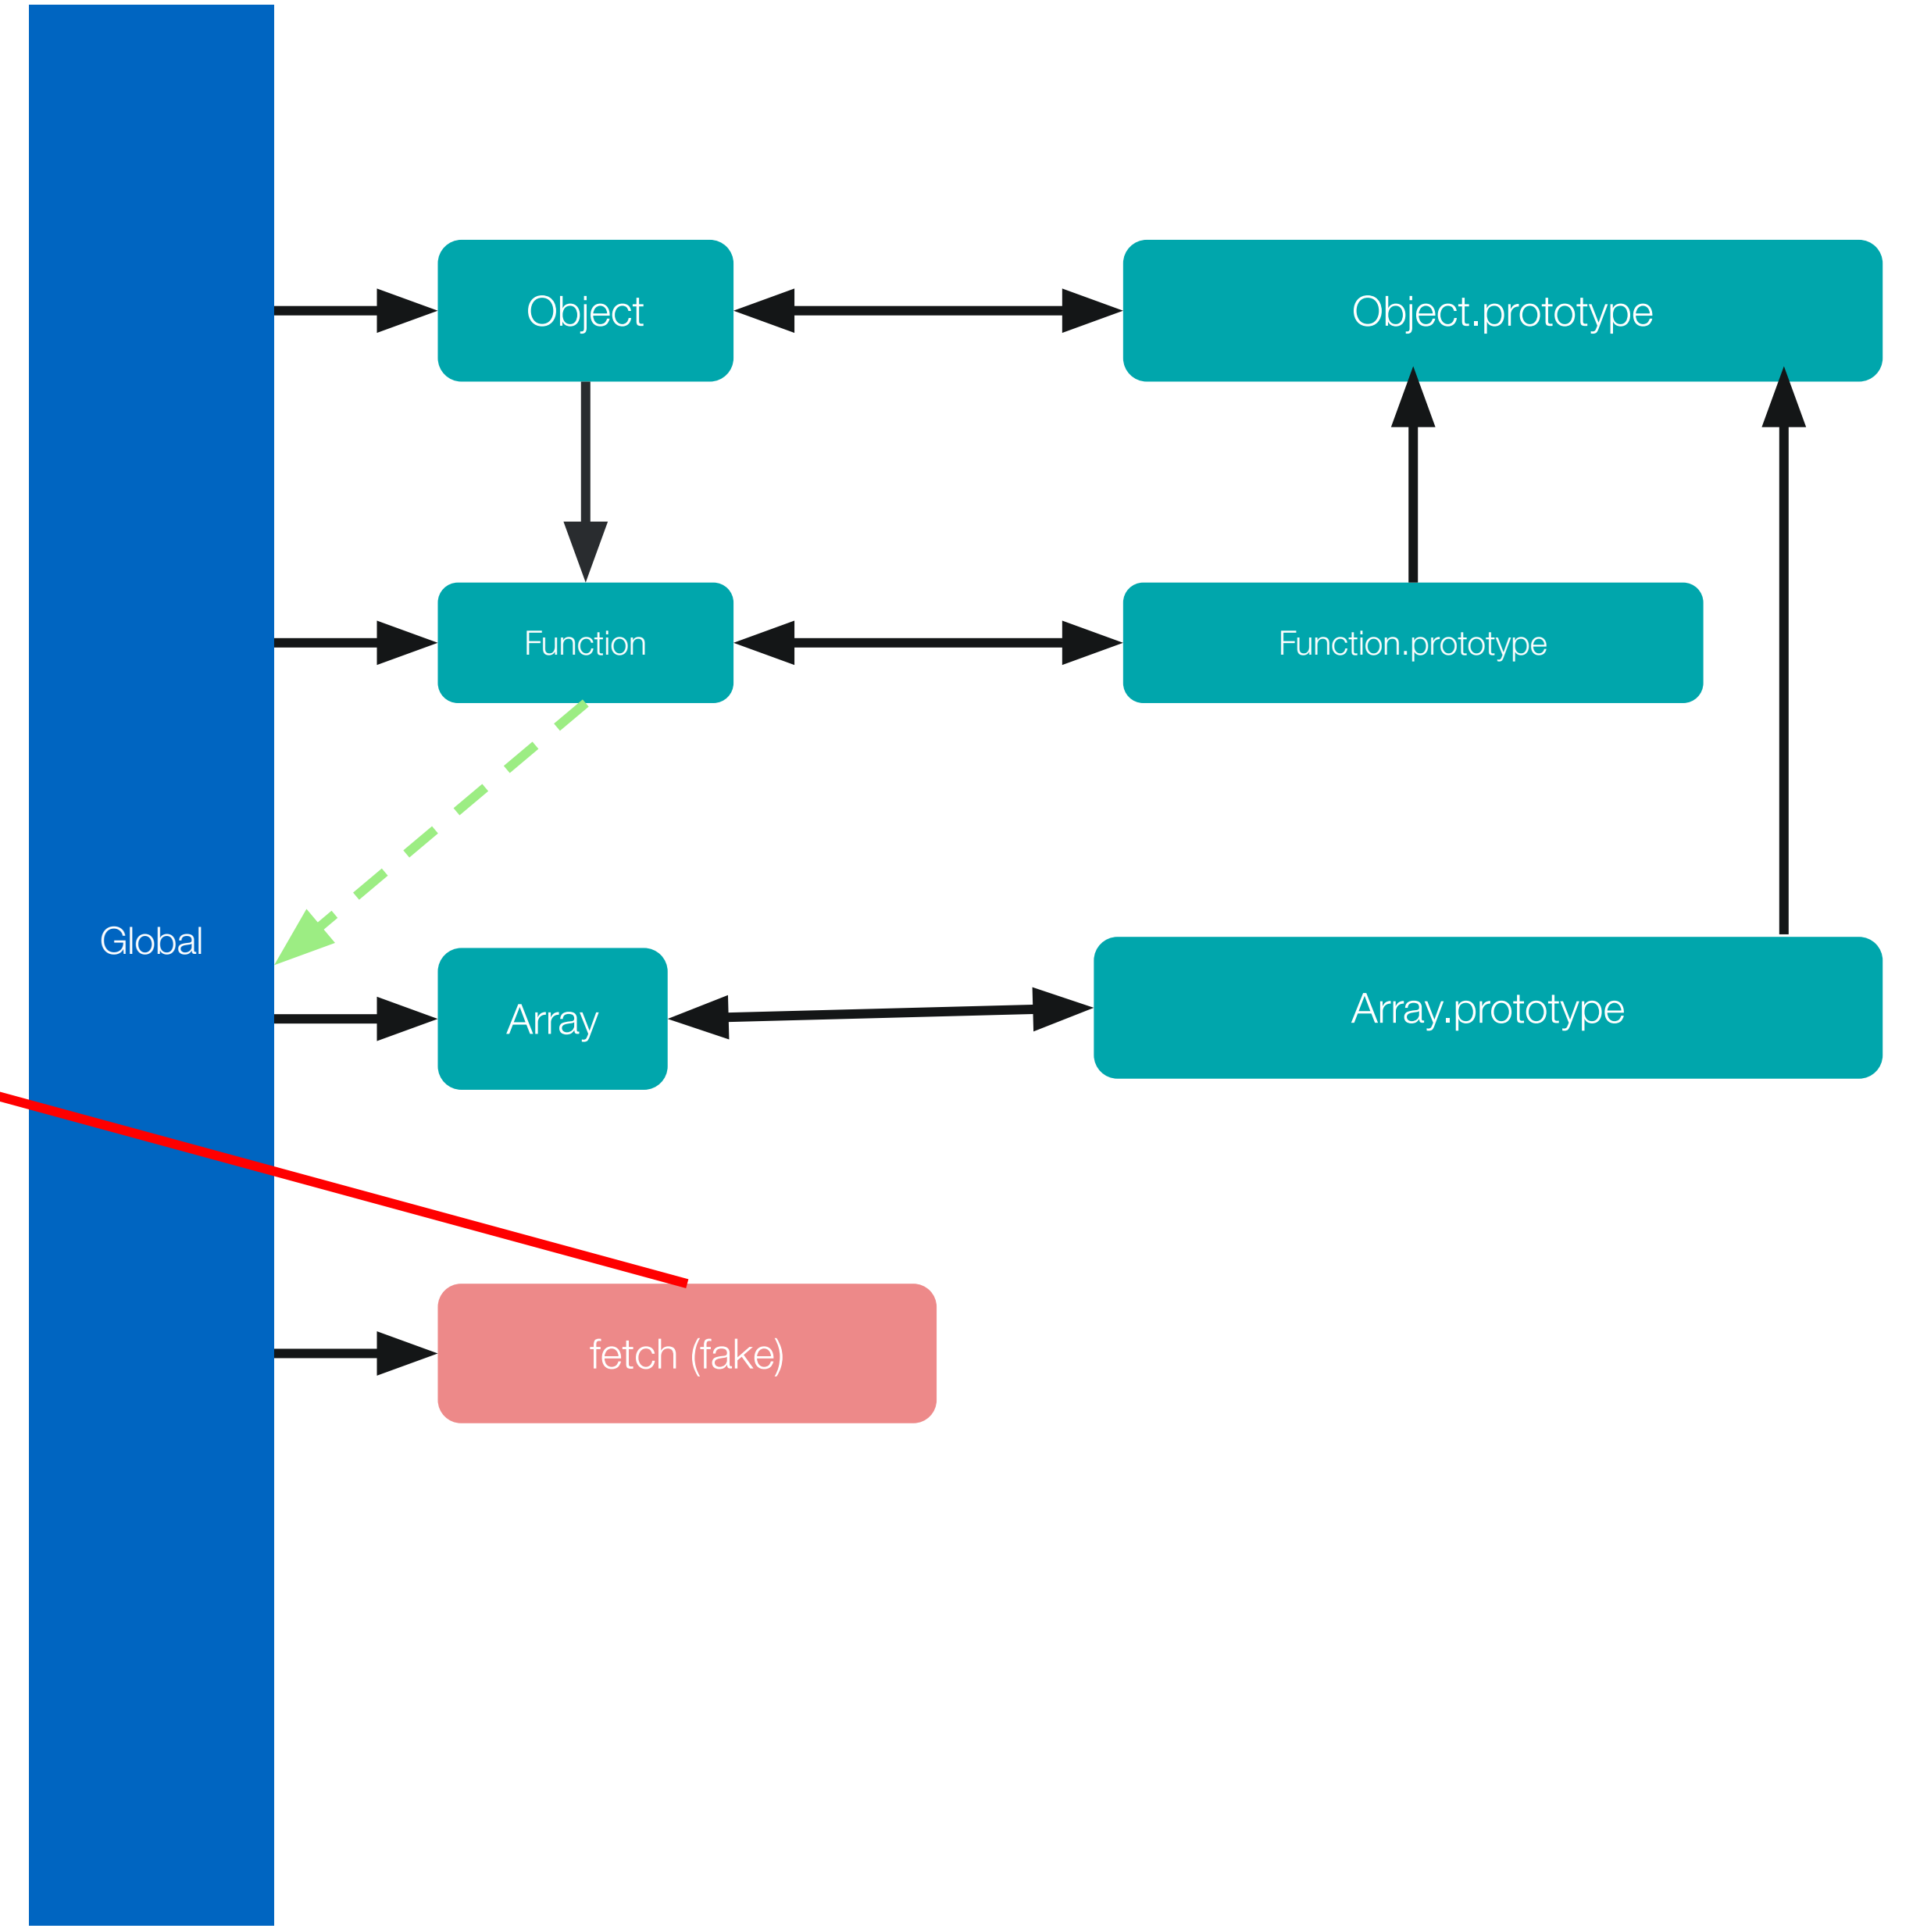 Object
Object.prototype
Function
Function.prototype
Global
Array
Array.prototype
fetch (fake)